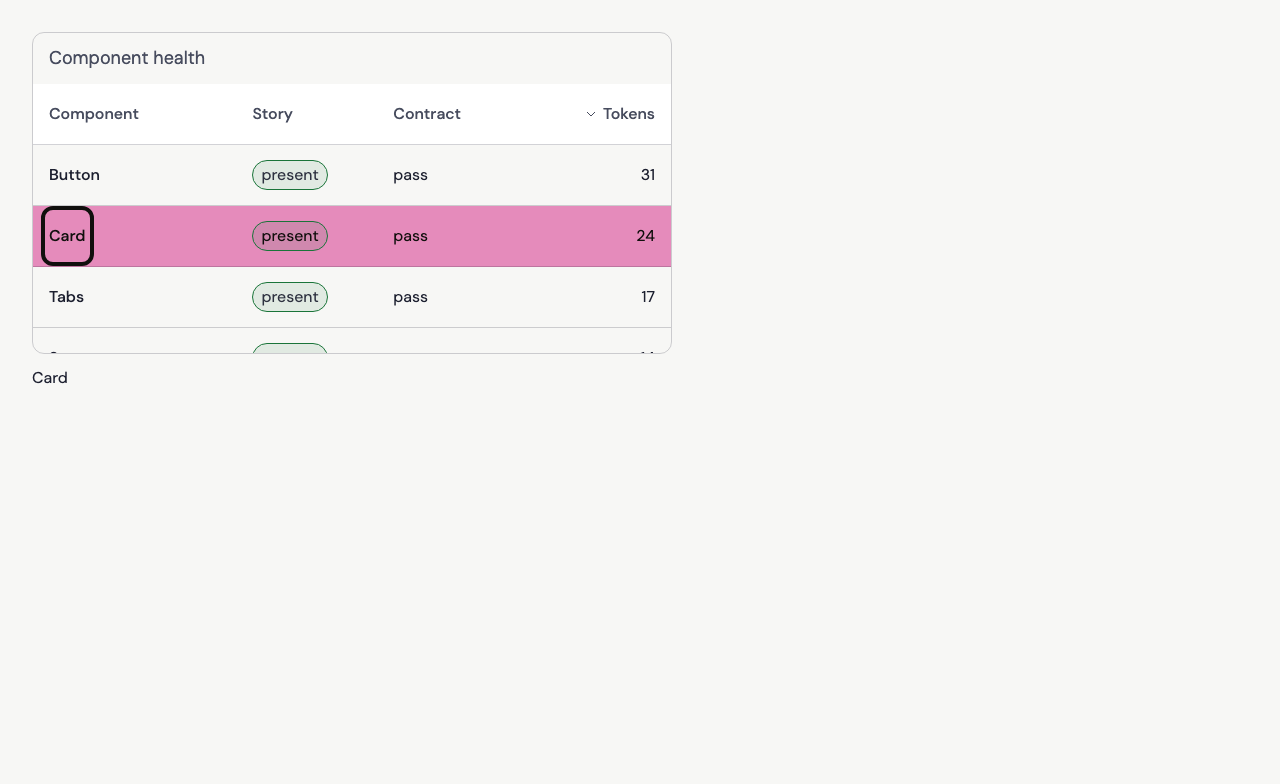 Component health
Component Story Contract Tokens
Button present pass 31
Card present pass 24
Tabs present pass 17
Card